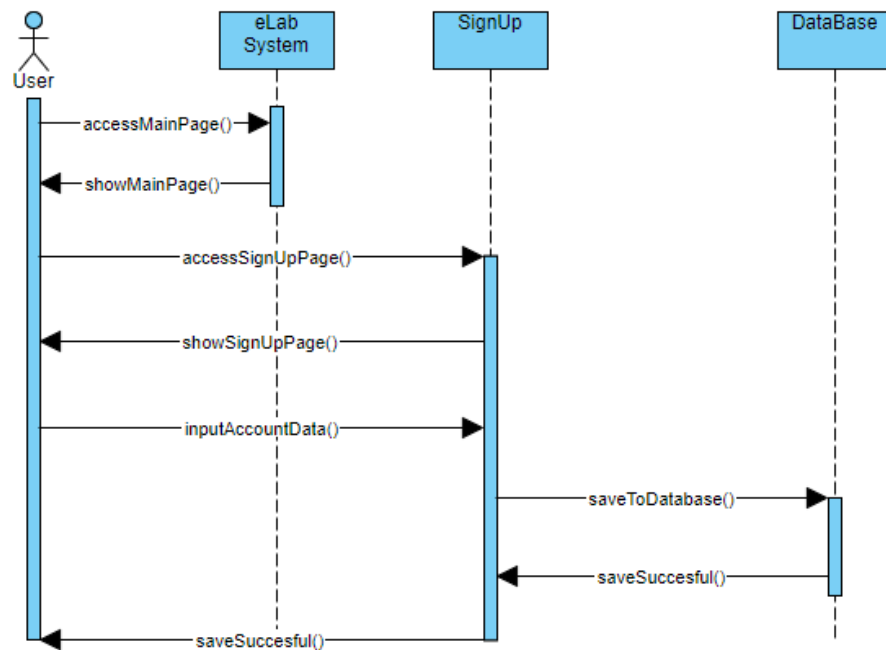 eLab
System
SignUp
DataBase
User
accessMainPage()
showMainPage()
accessSignUpPage()
showSignUpPage()
inputAccountData()
saveToDatabase()
saveSuccesful()
saveSuccesful()